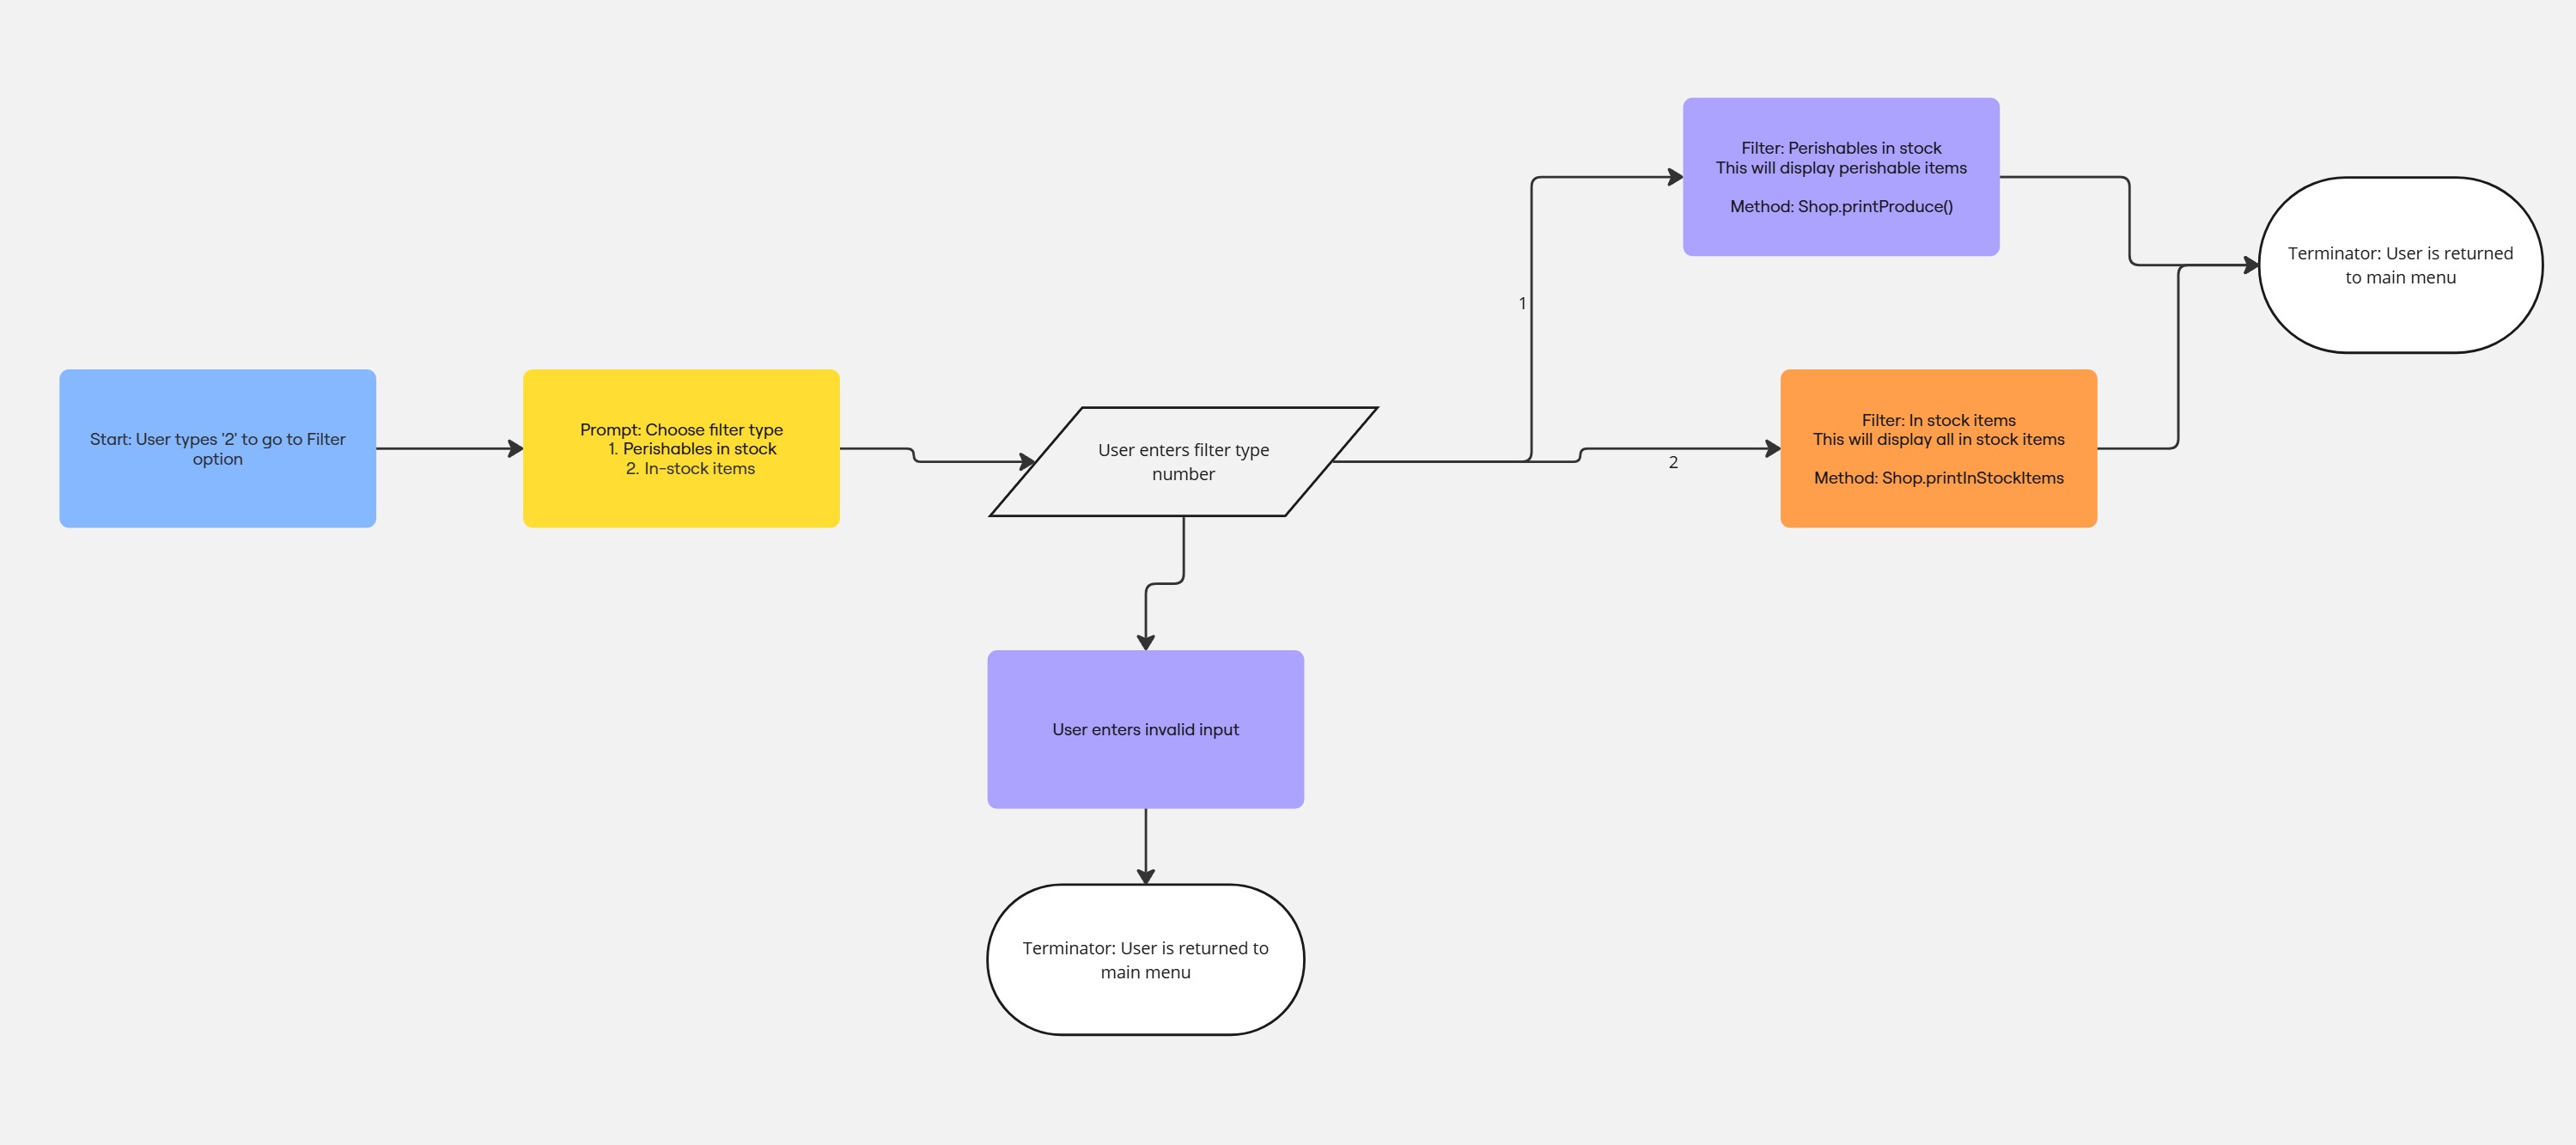 Start: User types '2' to go to Filter
option
Prompt: Choose filter type
1. Perishables in stock
2. In-stock items
User enters filter type
number
1
Filter: Perishables in stock
This will display perishable items
Method: Shop.printProduce()
2
Filter: In stock items
This will display all in stock items
Method: Shop.printInStockItems
Terminator: User is returned
to main menu
User enters invalid input
Terminator: User is returned to
main menu